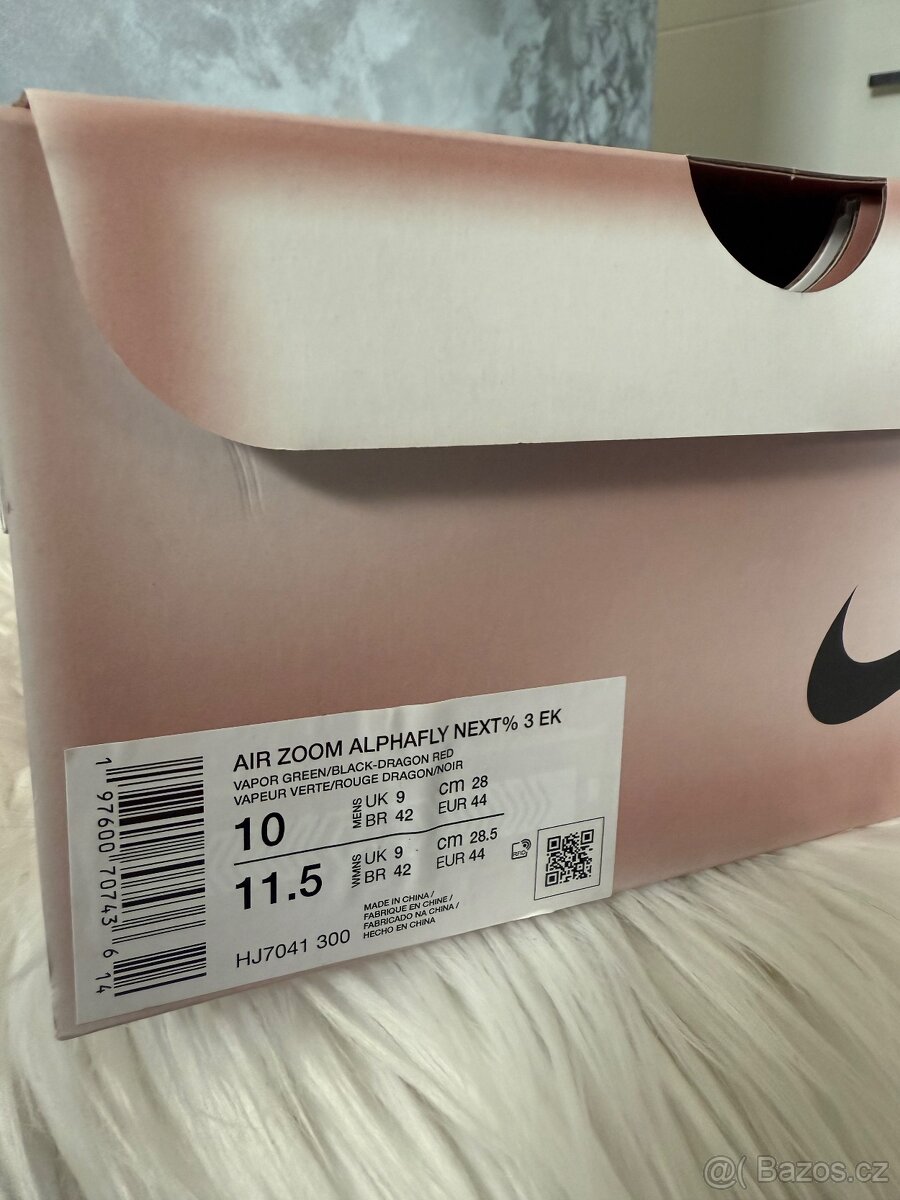 AIR ZOOM ALPHAFLY NEXT% 3 EK
VAPOR GREEN/BLACK-DRAGON RED
VAPEUR VERTE/ROUGE DRAGON/NOIR
10 MENS UK 9 cm 28
BR 42 EUR 44
11.5 WMNS UK 9 cm 28.5
BR 42 EUR 44
RFID
MADE IN CHINA /
FABRIQUE EN CHINE /
FABRICADO NA CHINA /
HECHO EN CHINA
HJ7041 300
1 97600 70743 6 14
@( Bazos.cz